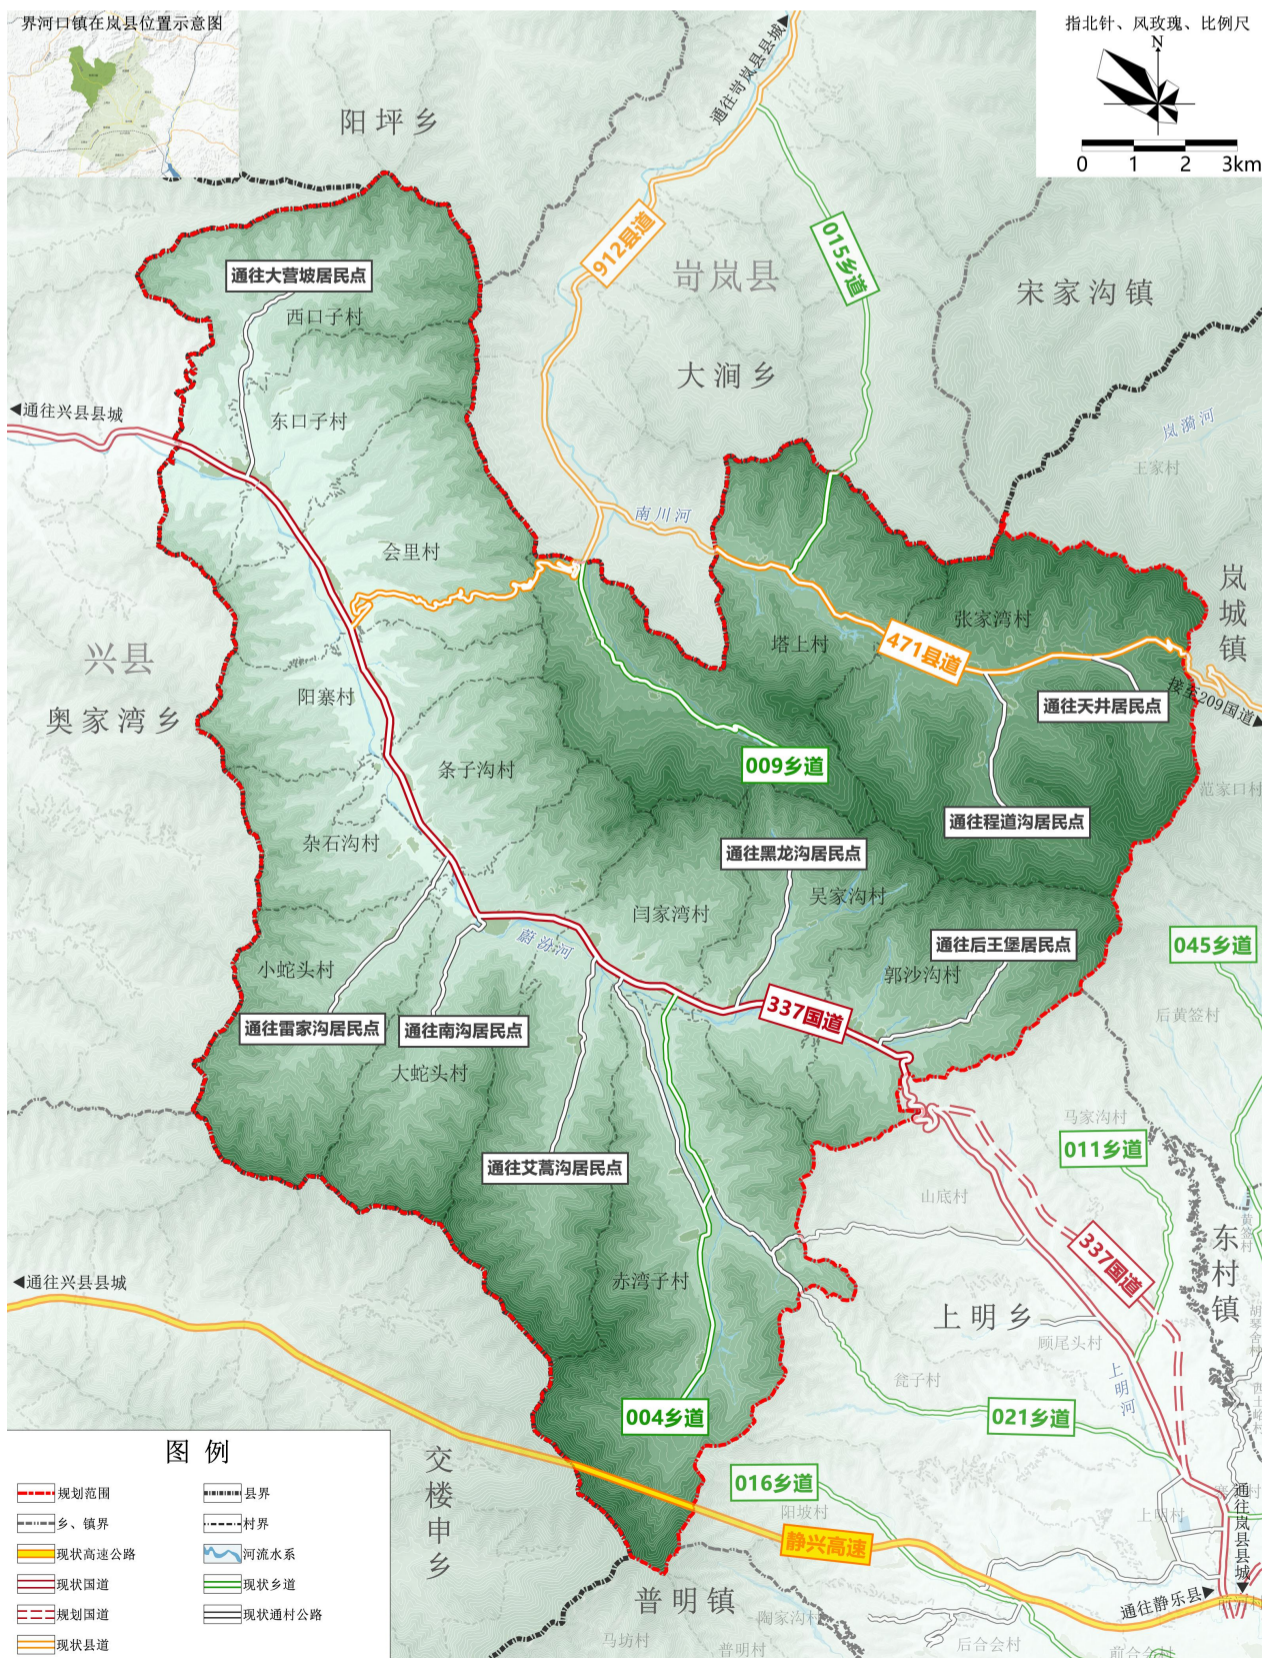 界河口镇在岚县位置示意图
指北针、风玫瑰、比例尺
N
0 1 2 3km
通往岢岚县县城
阳坪乡
912县道
015乡道
岢岚县
宋家沟镇
大涧乡
通往大营坡居民点
西口子村
通往兴县县城
东口子村
岚漪河
王家村
南川河
会里村
岚城镇
张家湾村
塔上村
471县道
兴县
奥家湾乡
阳寨村
接至209国道
通往天井居民点
条子沟村
009乡道
范家口村
通往程道沟居民点
杂石沟村
通往黑龙沟居民点
吴家沟村
闫家湾村
蔚汾河
通往后王堡居民点
045乡道
小蛇头村
郭沙沟村
337国道
后黄签村
通往雷家沟居民点
通往南沟居民点
大蛇头村
马家沟村
011乡道
通往艾蒿沟居民点
山底村
黄签村
东村镇
337国道
赤湾子村
通往兴县县城
上明乡
胡琴舍村
顾尾头村
瓮子村
上明河
004乡道
021乡道
交楼申乡
016乡道
阳坡村
通往岚县县城
上明村
静兴高速
普明镇
通往静乐县
陶家沟村
马坊村
普明村
后合会村
前合会村
图例
规划范围
县界
乡、镇界
村界
现状高速公路
河流水系
现状国道
现状乡道
规划国道
现状通村公路
现状县道